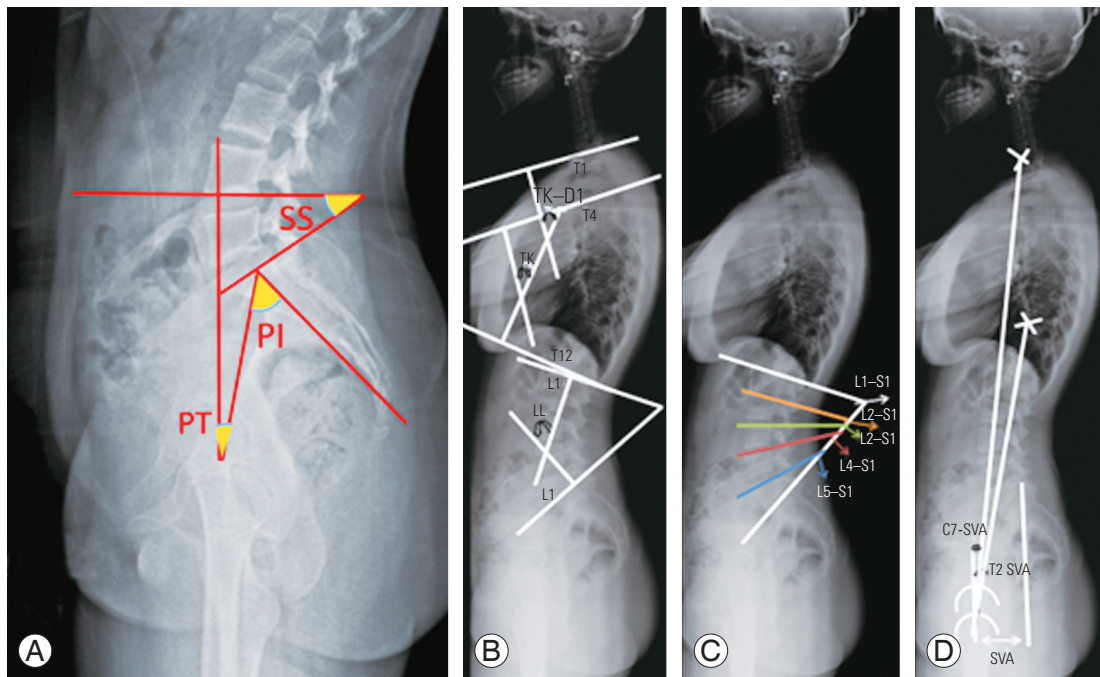 SS
PI
PT
A
T1
TK–D1
T4
TK
T12
L1
LL
L1
B
L1–S1
L2–S1
L2–S1
L4–S1
L5–S1
C
C7-SVA
T2 SVA
SVA
D